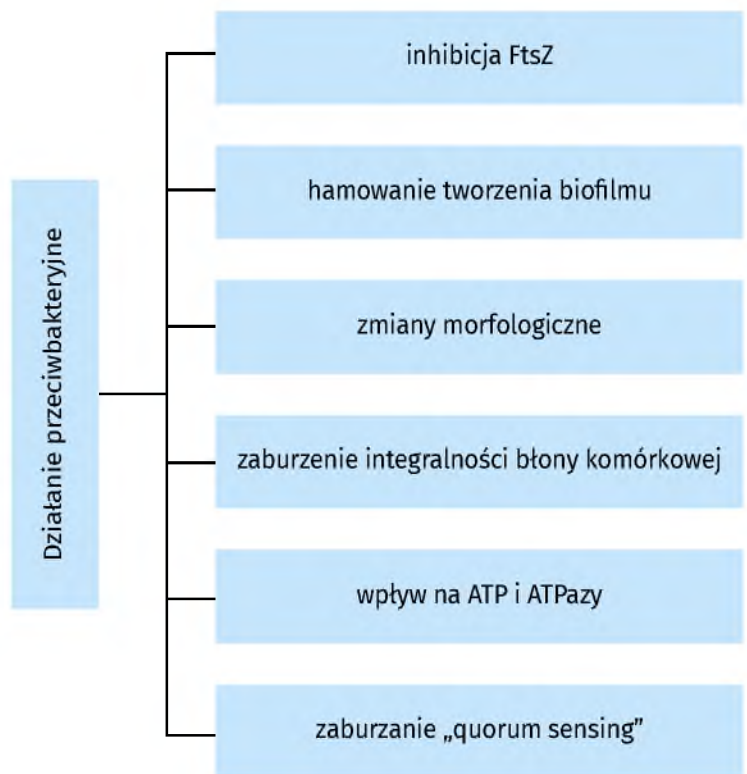 Działanie przeciwbakteryjne
inhibicja FtsZ
hamowanie tworzenia biofilmu
zmiany morfologiczne
zaburzenie integralności błony komórkowej
wpływ na ATP i ATPazy
zaburzanie „quorum sensing”